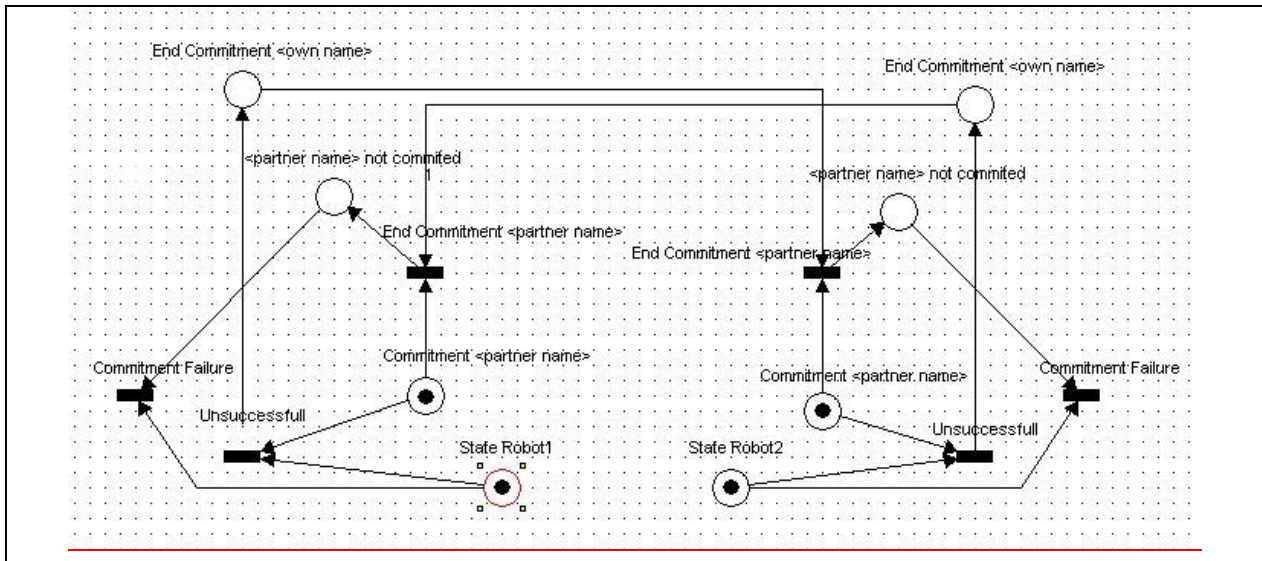 End Commitment <own name>
End Commitment <own name>
<partner name> not commited
1
<partner name> not commited
End Commitment <partner name>
End Commitment <partner name>
Commitment <partner name>
Commitment Failure
Commitment <partner name>
Commitment Failure
Unsuccessfull
Unsuccessfull
State Robot1
State Robot2